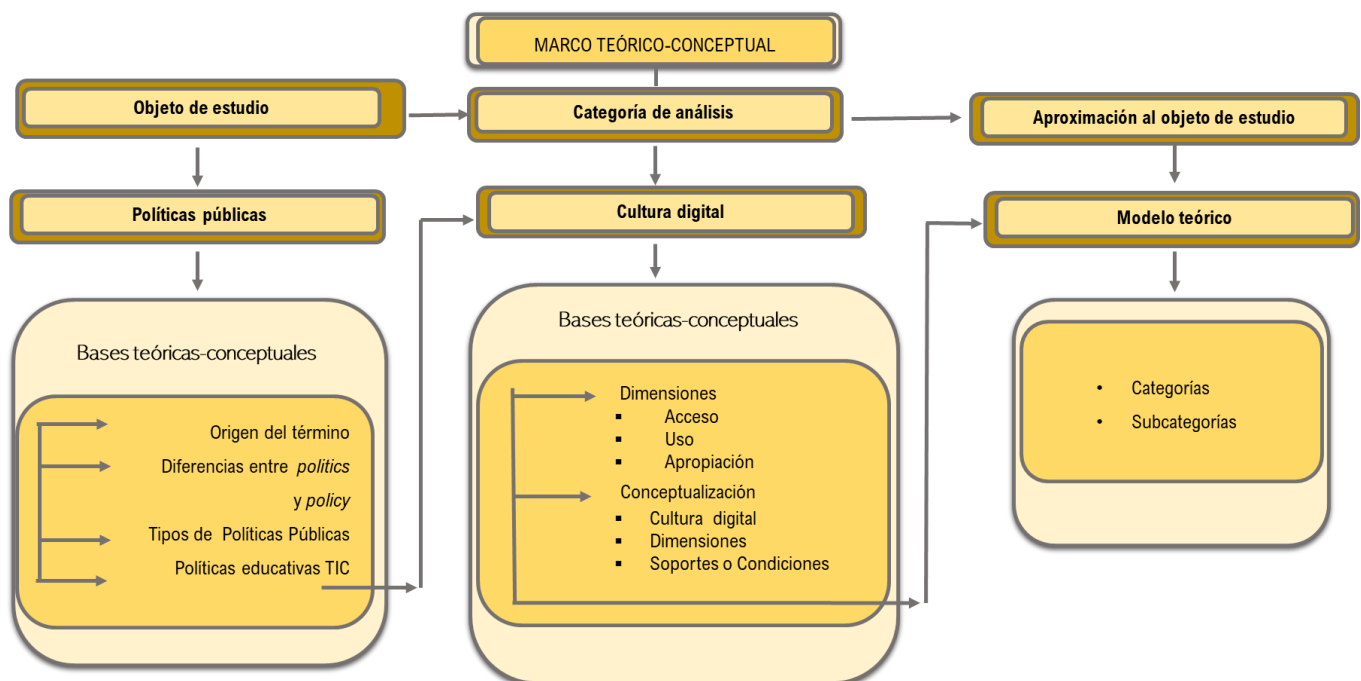 MARCO TEÓRICO-CONCEPTUAL
Objeto de estudio
Categoría de análisis
Aproximación al objeto de estudio
Políticas públicas
Cultura digital
Modelo teórico
Bases teóricas-conceptuales
Origen del término
Diferencias entre politics
y policy
Tipos de Políticas Públicas
Políticas educativas TIC
Bases teóricas-conceptuales
Dimensiones
▪ Acceso
▪ Uso
▪ Apropiación
Conceptualización
▪ Cultura digital
▪ Dimensiones
▪ Soportes o Condiciones
• Categorías
• Subcategorías